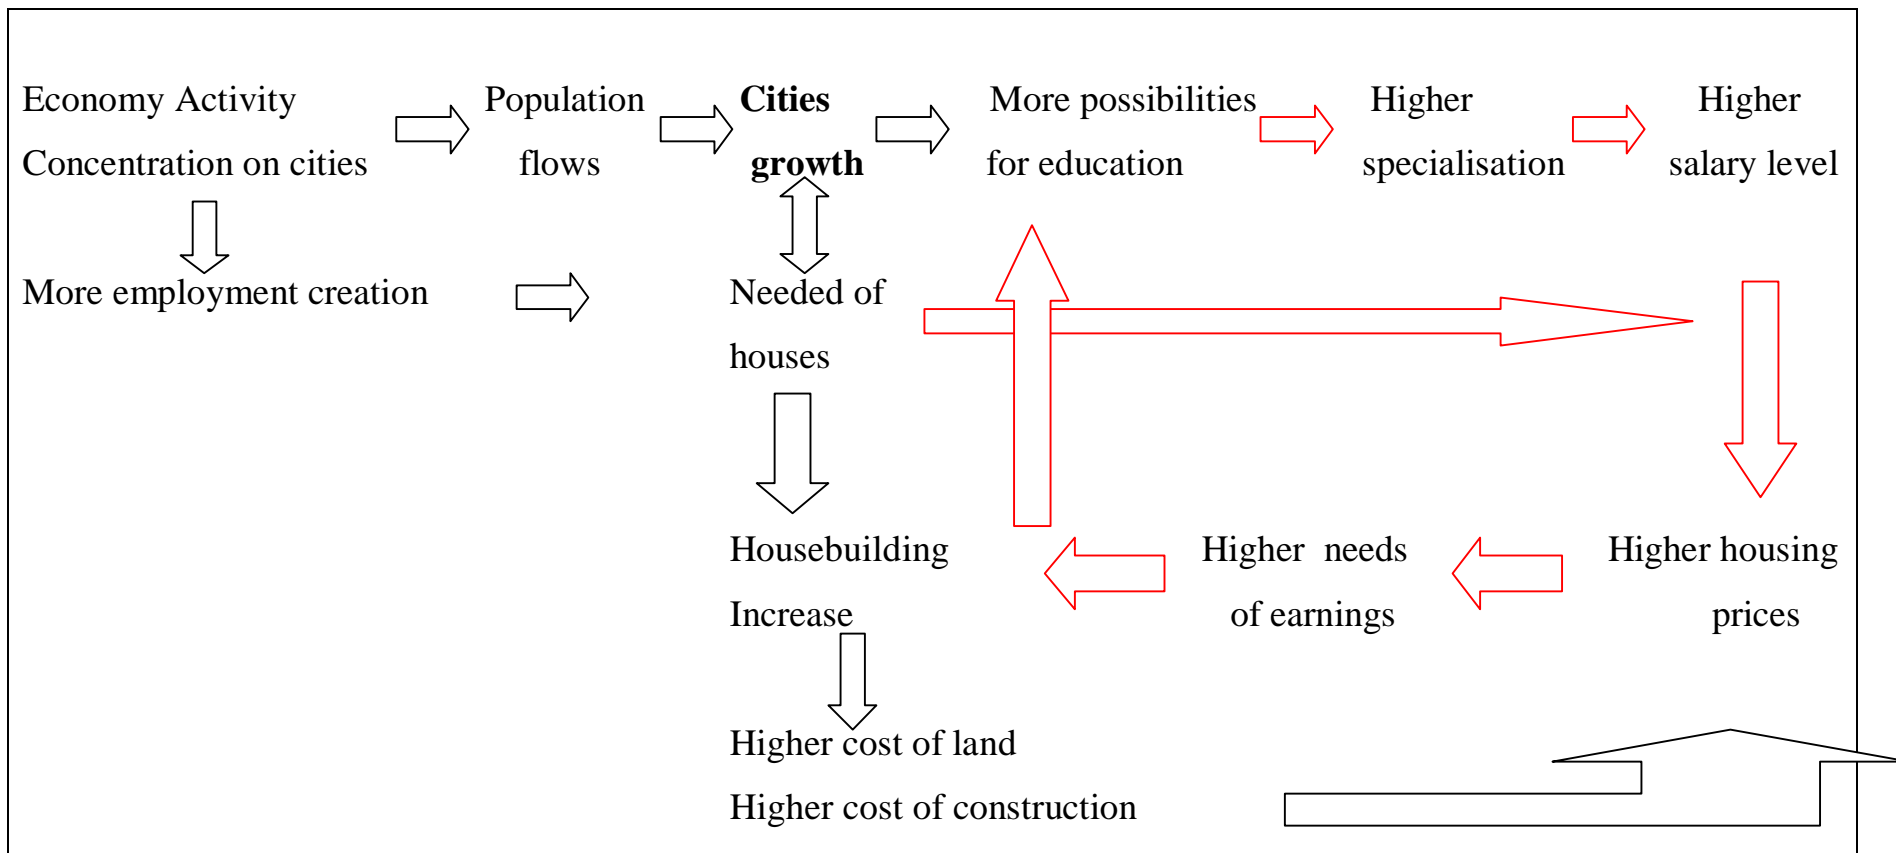 Economy Activity Population Cities More possibilities Higher Higher
Concentration on cities flows growth for education specialisation salary level
More employment creation Needed of
houses
Housebuilding Higher needs Higher housing
Increase of earnings prices
Higher cost of land
Higher cost of construction